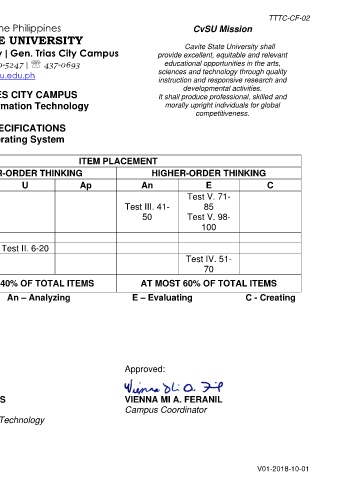 TTTC-CF-02
he Philippines
E UNIVERSITY
| Gen. Trias City Campus
-5247 | ☏ 437-0693
u.edu.ph
CvSU Mission
Cavite State University shall
provide excellent, equitable and relevant
educational opportunities in the arts,
sciences and technology through quality
instruction and responsive research and
developmental activities.
It shall produce professional, skilled and
morally upright individuals for global
competitiveness.
ES CITY CAMPUS
rmation Technology
ECIFICATIONS
erating System
ITEM PLACEMENT
R-ORDER THINKING HIGHER-ORDER THINKING
U Ap An E C
Test III. 41-
50
Test V. 71-
85
Test V. 98-
100
Test II. 6-20
Test IV. 51-
70
40% OF TOTAL ITEMS AT MOST 60% OF TOTAL ITEMS
An – Analyzing E – Evaluating C - Creating
Approved:
Vienna Mi A. Feranil
VIENNA MI A. FERANIL
S
Campus Coordinator
Technology
V01-2018-10-01